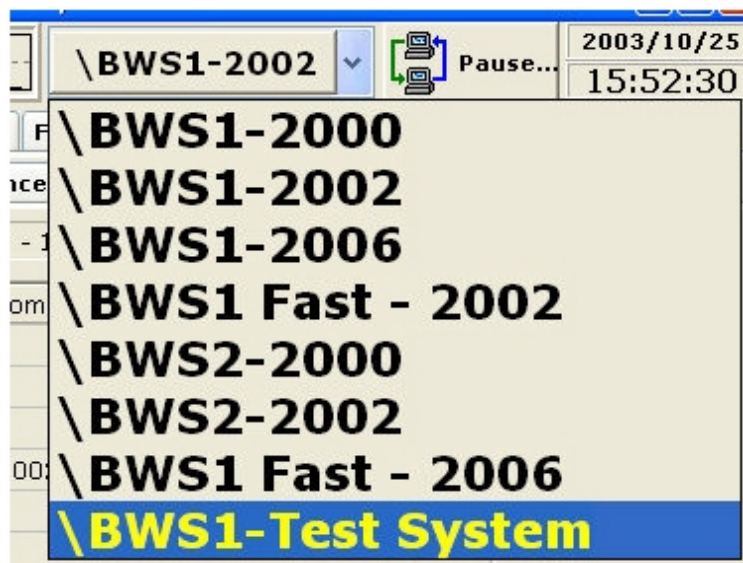 \BWS1-2002
Pause...
2003/10/25
15:52:30
\BWS1-2000
\BWS1-2002
\BWS1-2006
\BWS1 Fast - 2002
\BWS2-2000
\BWS2-2002
\BWS1 Fast - 2006
\BWS1-Test System